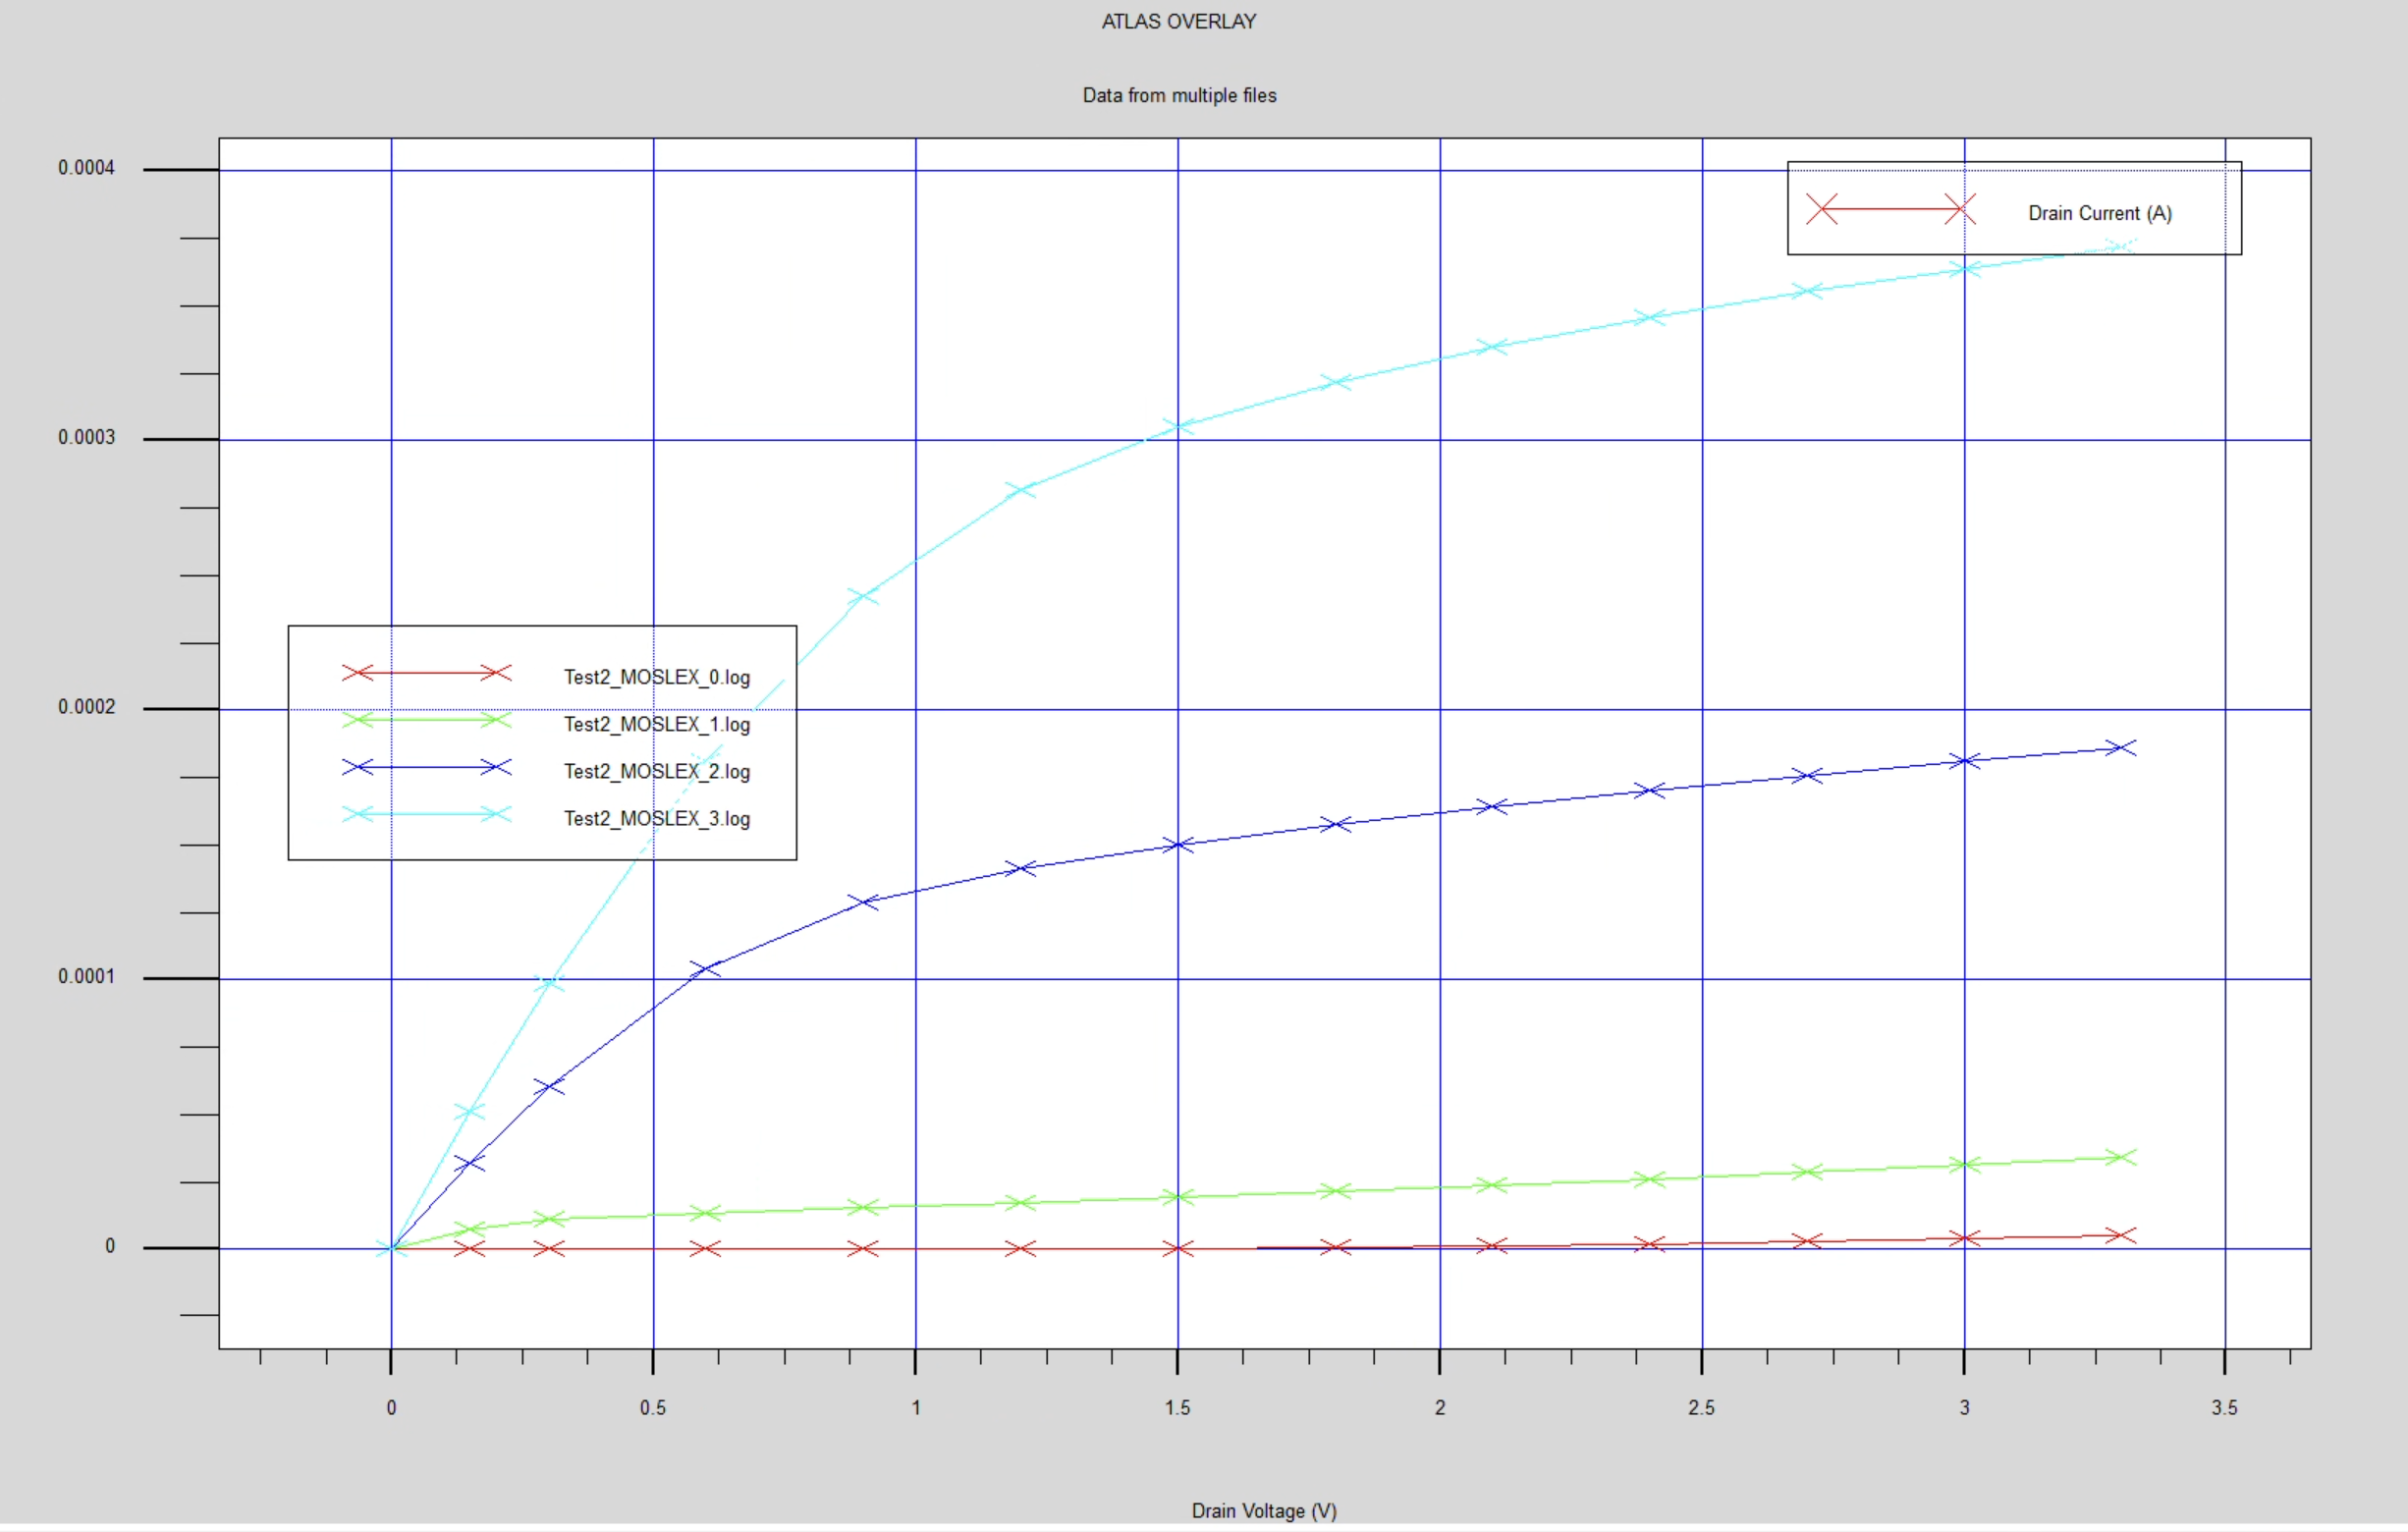 ATLAS OVERLAY
Data from multiple files
0.0004
0.0003
0.0002
0.0001
0
Drain Current (A)
Test2_MOSLEX_0.log
Test2_MOSLEX_1.log
Test2_MOSLEX_2.log
Test2_MOSLEX_3.log
0 0.5 1 1.5 2 2.5 3 3.5
Drain Voltage (V)